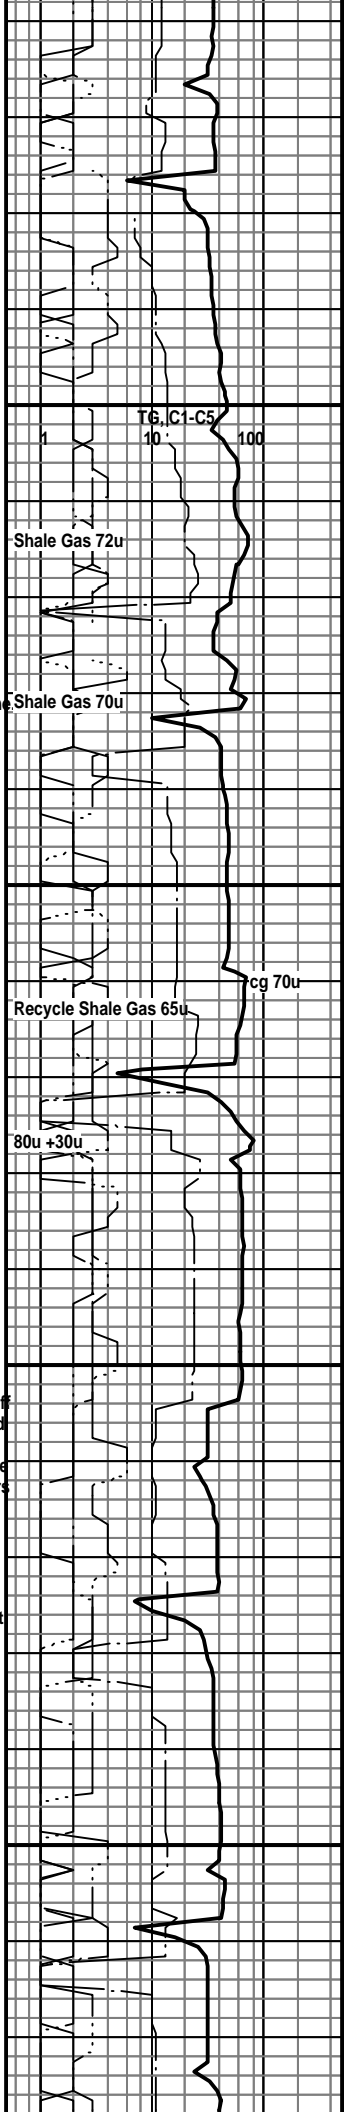 TG, C1-C5
1 10 100
Shale Gas 72u
Shale Gas 70u
cg 70u
Recycle Shale Gas 65u
80u +30u